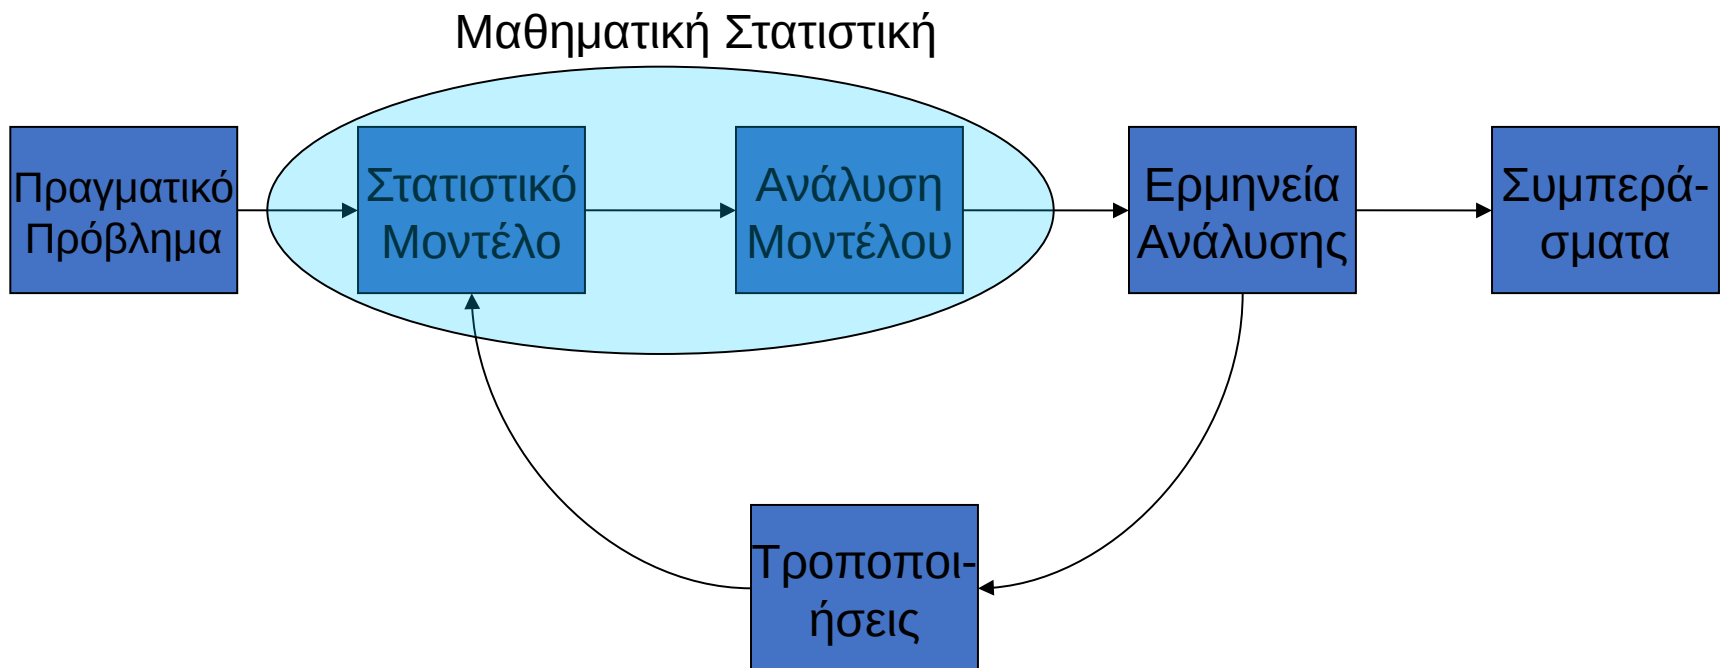 Μαθηματική Στατιστική
Πραγματικό
Πρόβλημα
Στατιστικό
Μοντέλο
Ανάλυση
Μοντέλου
Ερμηνεία
Ανάλυσης
Συμπερά-
σματα
Τροποποι-
ήσεις